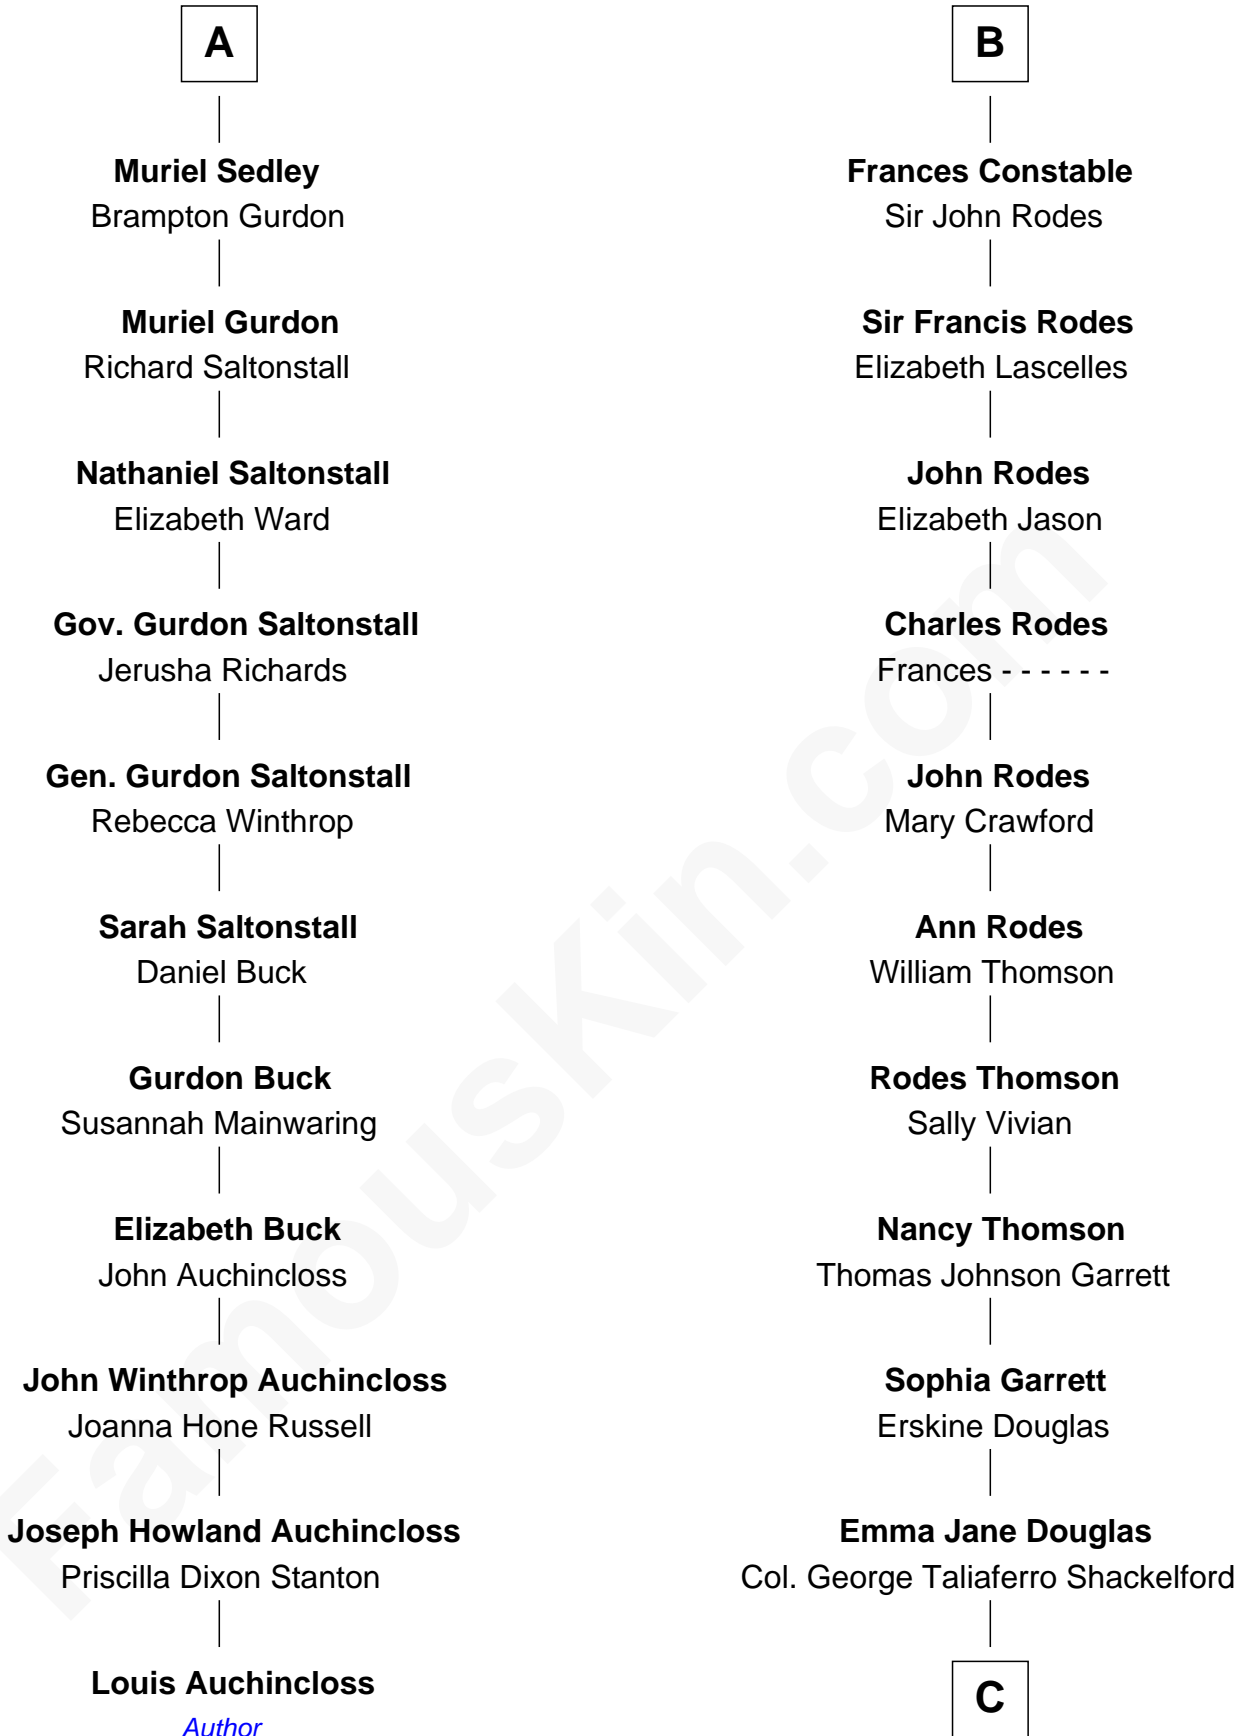 A
Muriel Sedley
Brampton Gurdon
Muriel Gurdon
Richard Saltonstall
Nathaniel Saltonstall
Elizabeth Ward
Gov. Gurdon Saltonstall
Jerusha Richards
Gen. Gurdon Saltonstall
Rebecca Winthrop
Sarah Saltonstall
Daniel Buck
Gurdon Buck
Susannah Mainwaring
Elizabeth Buck
John Auchincloss
John Winthrop Auchincloss
Joanna Hone Russell
Joseph Howland Auchincloss
Priscilla Dixon Stanton
Louis Auchincloss
Author
B
Frances Constable
Sir John Rodes
Sir Francis Rodes
Elizabeth Lascelles
John Rodes
Elizabeth Jason
Charles Rodes
Frances - - - - - -
John Rodes
Mary Crawford
Ann Rodes
William Thomson
Rodes Thomson
Sally Vivian
Nancy Thomson
Thomas Johnson Garrett
Sophia Garrett
Erskine Douglas
Emma Jane Douglas
Col. George Taliaferro Shackelford
C
FamousKin.com